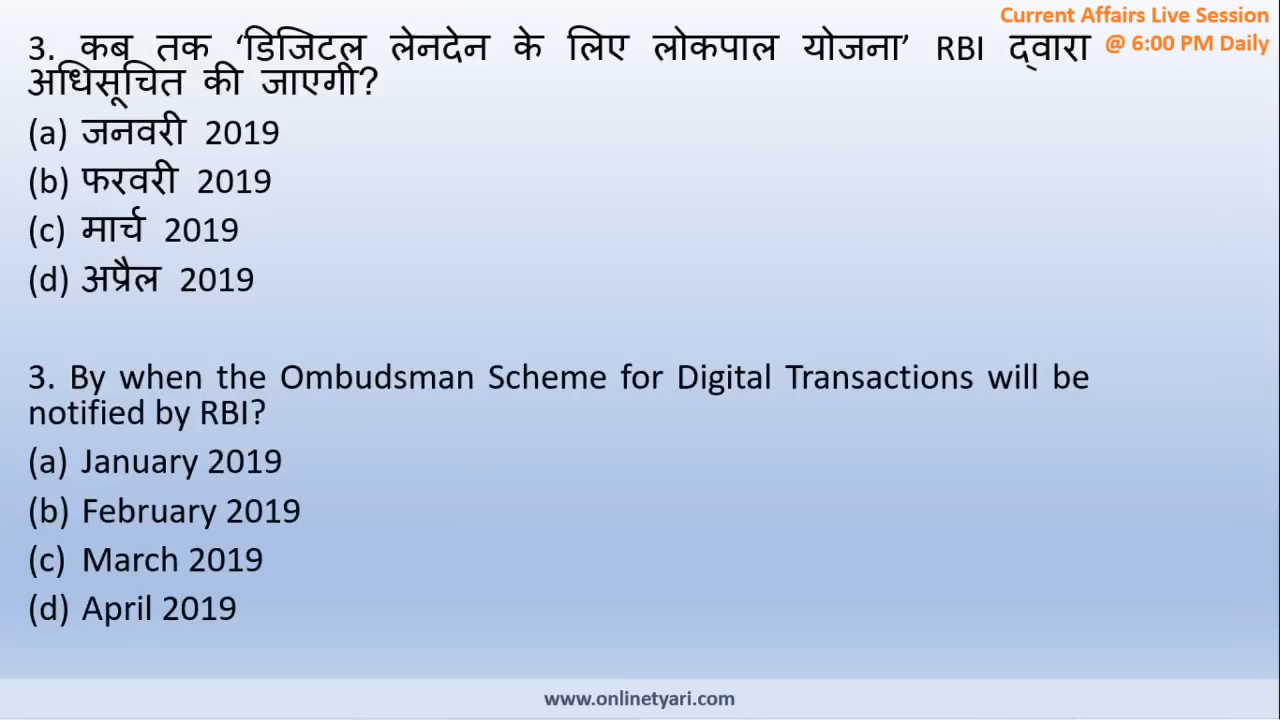 Current Affairs Live Session
@ 6:00 PM Daily
3. कब तक ‘डिजिटल लेनदेन के लिए लोकपाल योजना’ RBI द्वारा
अधिसूचित की जाएगी?
(a) जनवरी 2019
(b) फरवरी 2019
(c) मार्च 2019
(d) अप्रैल 2019
3. By when the Ombudsman Scheme for Digital Transactions will be
notified by RBI?
(a) January 2019
(b) February 2019
(c) March 2019
(d) April 2019
www.onlinetyari.com